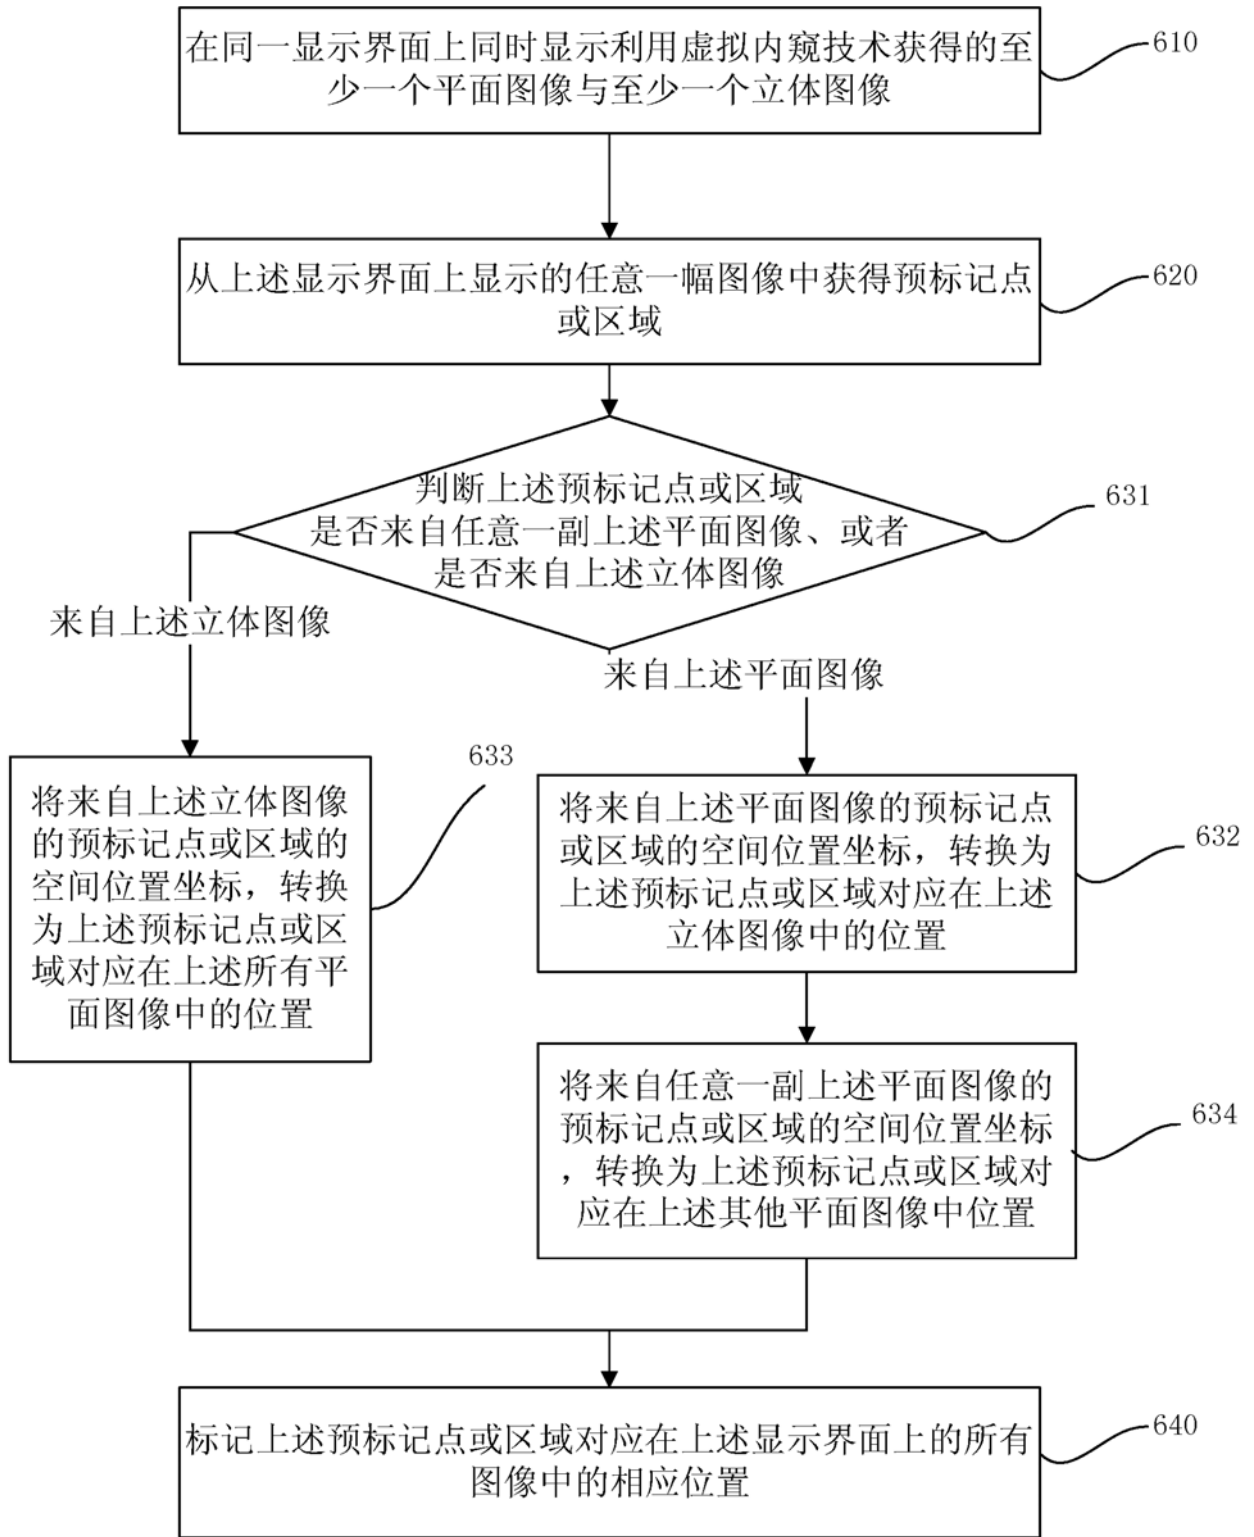 在同一显示界面上同时显示利用虚拟内窥技术获得的至
少一个平面图像与至少一个立体图像
610
从上述显示界面上显示的任意一幅图像中获得预标记点
或区域
620
判断上述预标记点或区域
是否来自任意一副上述平面图像、或者
是否来自上述立体图像
631
来自上述立体图像
来自上述平面图像
将来自上述立体图像
的预标记点或区域的
空间位置坐标，转换
为上述预标记点或区
域对应在上述所有平
面图像中的位置
633
将来自上述平面图像的预标记点
或区域的空间位置坐标，转换为
上述预标记点或区域对应在上述
立体图像中的位置
632
将来自任意一副上述平面图像的
预标记点或区域的空间位置坐标
，转换为上述预标记点或区域对
应在上述其他平面图像中位置
634
标记上述预标记点或区域对应在上述显示界面上的所有
图像中的相应位置
640